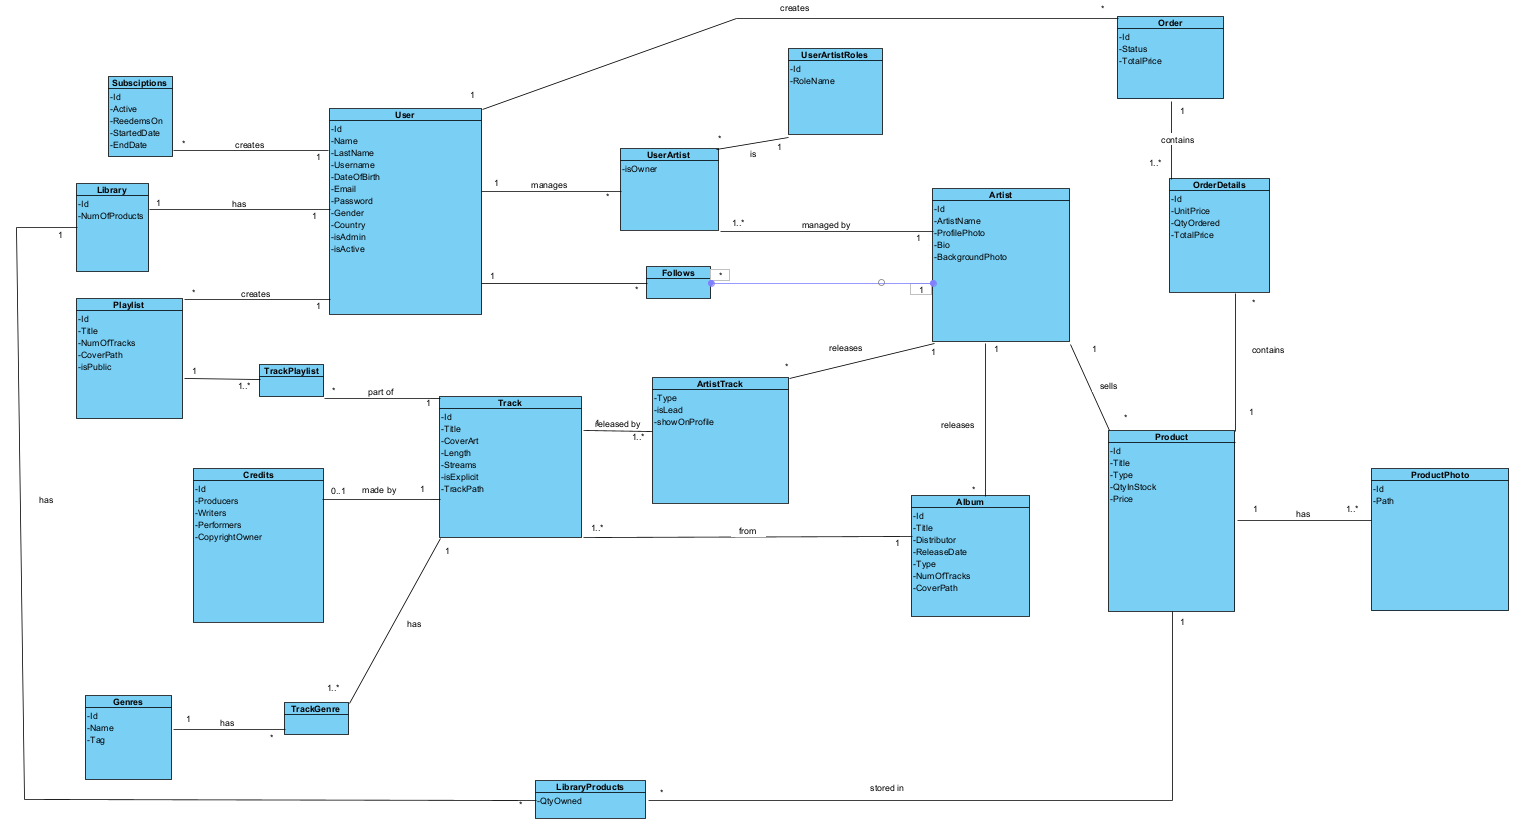 creates
*
1
Order
-Id
-Status
-TotalPrice
1
contains
1..*
UserArtistRoles
-Id
-RoleName
*
1
is
Subsciptions
-Id
-Active
-ReedemsOn
-StartedDate
-EndDate
*
creates
1
User
-Id
-Name
-LastName
-Username
-DateOfBirth
-Email
-Password
-Gender
-Country
-isAdmin
-isActive
1
manages
*
UserArtist
-isOwner
1..*
managed by
1
Artist
-Id
-ArtistName
-ProfilePhoto
-Bio
-BackgroundPhoto
OrderDetails
-Id
-UnitPrice
-QtyOrdered
-TotalPrice
*
contains
1
Library
-Id
-NumOfProducts
1
has
1
1
has
*
1
*
Follows
*
1
*
creates
1
Playlist
-Id
-Title
-NumOfTracks
-CoverPath
-isPublic
1
1..*
TrackPlaylist
*
part of
1
Track
-Id
-Title
-CoverArt
-Length
-Streams
-isExplicit
-TrackPath
released by
1..*
ArtistTrack
-Type
-isLead
-showOnProfile
*
releases
1
1
releases
*
1
sells
*
Product
-Id
-Title
-Type
-QtyInStock
-Price
1
has
1..*
ProductPhoto
-Id
-Path
Credits
-Id
-Producers
-Writers
-Performers
-CopyrightOwner
0..1
made by
1
1..*
from
1
Album
-Id
-Title
-Distributor
-ReleaseDate
-Type
-NumOfTracks
-CoverPath
1
has
1..*
Genres
-Id
-Name
-Tag
1
has
*
TrackGenre
LibraryProducts
-QtyOwned
*
stored in
1